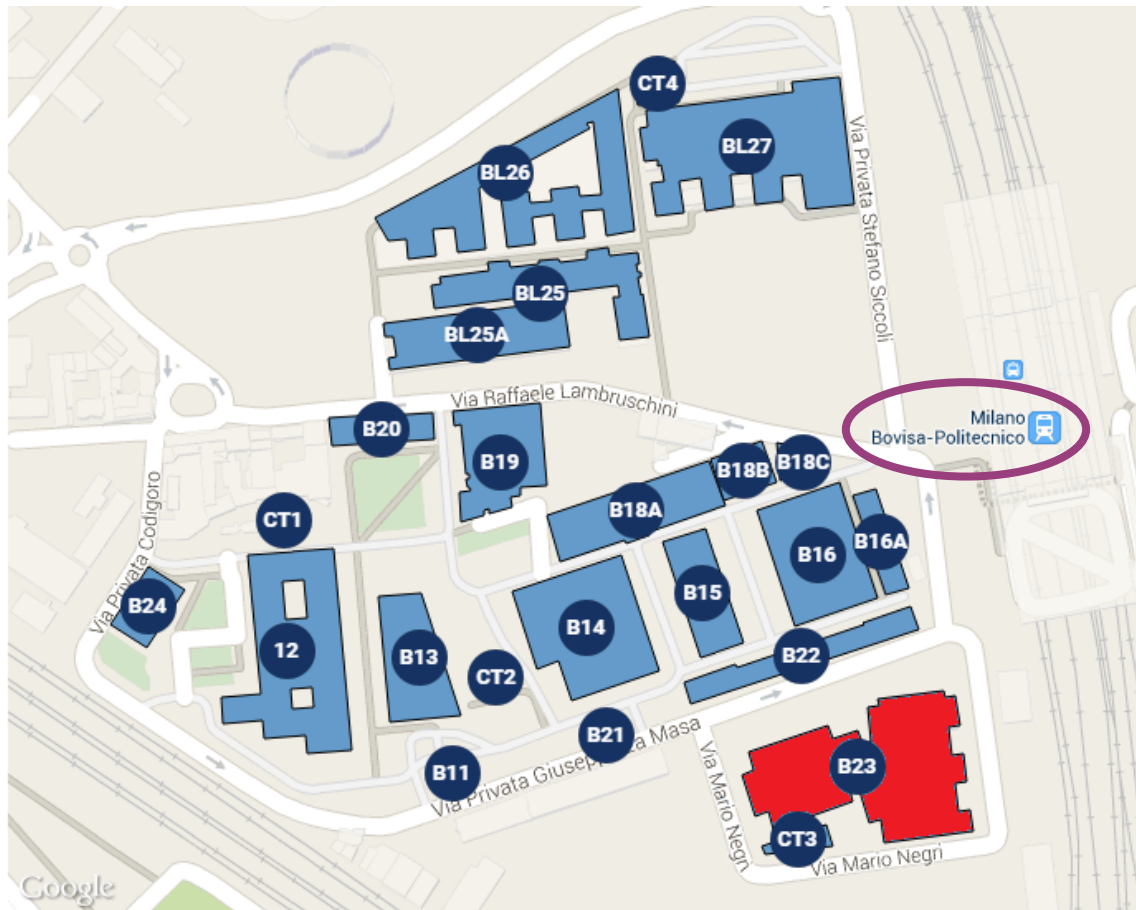 CT4
BL27
BL26
Via Privata Stefano Siccoli
BL25
BL25A
Via Raffaele Lambruschini
Milano
Bovisa-Politecnico
B20
B19
B18B
B18C
B18A
CT1
B16
B16A
Via Privata Codigoro
B24
B15
B14
12
B13
B22
CT2
B21
Via Privata Giuseppe La Masa
B11
Via Mario Negri
B23
CT3
Via Mario Negri
Google